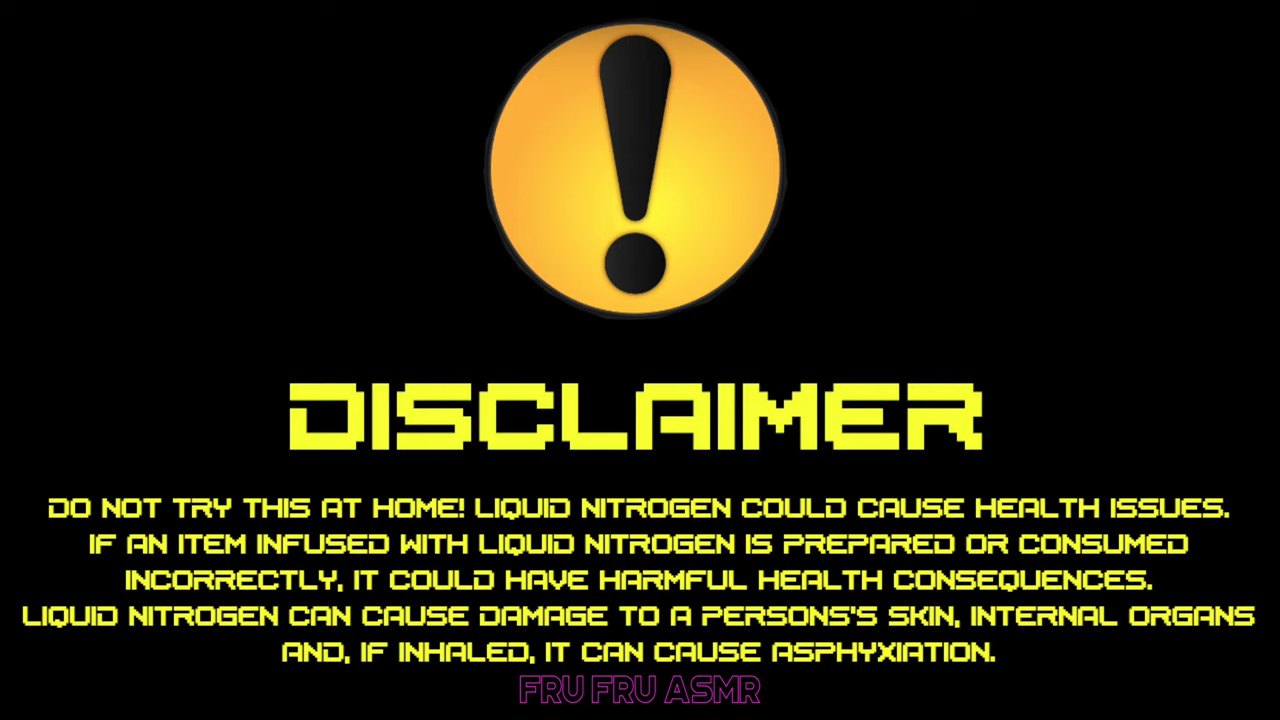 DISCLAIMER
DO NOT TRY THIS AT HOME! LIQUID NITROGEN COULD CAUSE HEALTH ISSUES.
IF AN ITEM INFUSED WITH LIQUID NITROGEN IS PREPARED OR CONSUMED
INCORRECTLY, IT COULD HAVE HARMFUL HEALTH CONSEQUENCES.
LIQUID NITROGEN CAN CAUSE DAMAGE TO A PERSONS'S SKIN, INTERNAL ORGANS
AND, IF INHALED, IT CAN CAUSE ASPHYXIATION.
FRU FRU ASMR